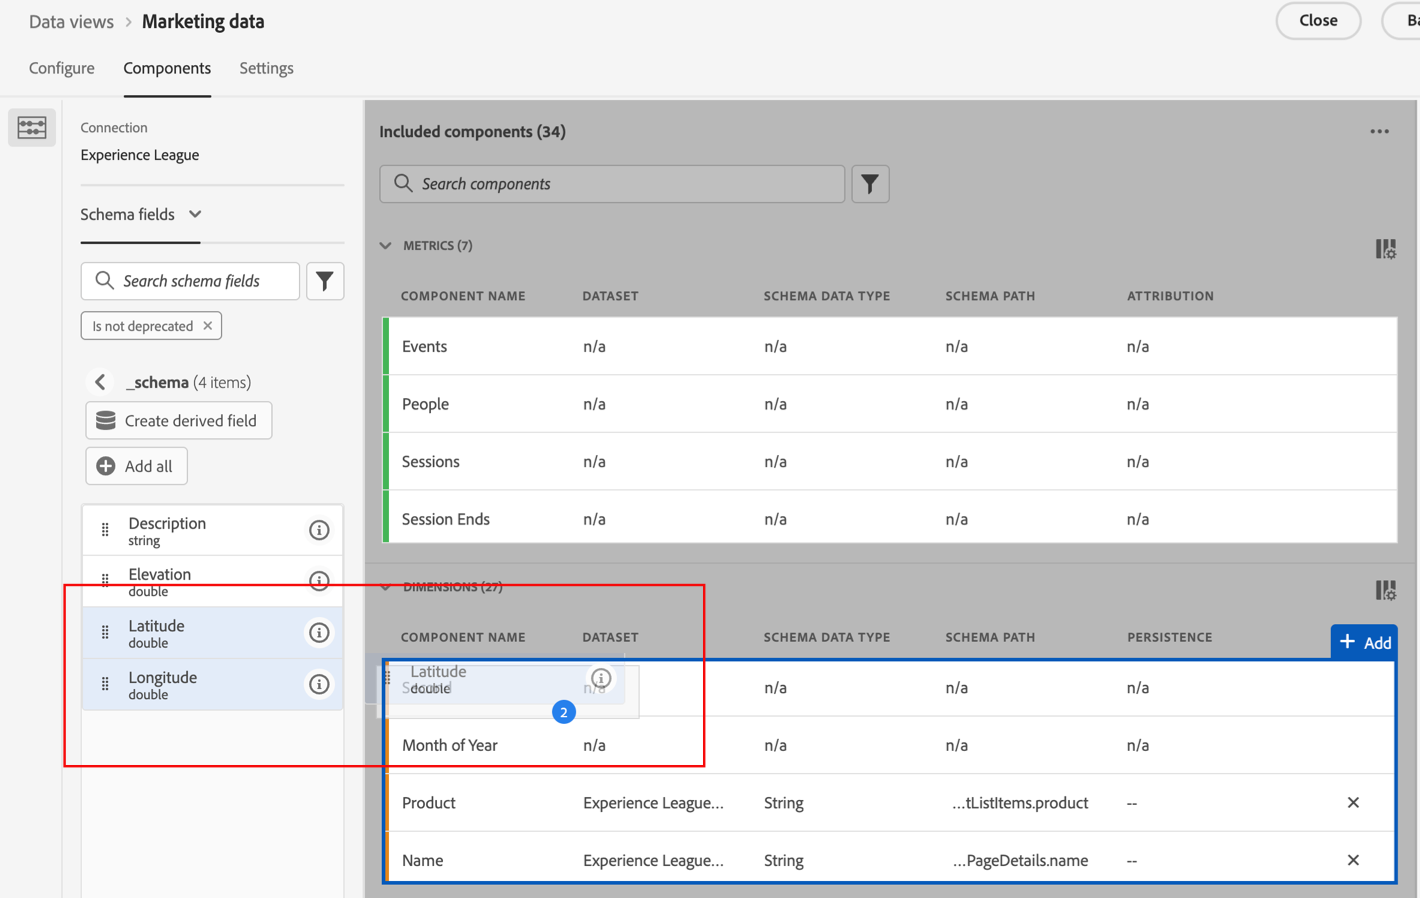 Data views > Marketing data
Close
Ba
Configure
Components
Settings
Connection
Experience League
Schema fields
Search schema fields
Is not deprecated
_schema (4 items)
Create derived field
Add all
Description
string
Elevation
double
Latitude
double
Longitude
double
Included components (34)
Search components
METRICS (7)
COMPONENT NAME DATASET SCHEMA DATA TYPE SCHEMA PATH ATTRIBUTION
Events n/a n/a n/a n/a
People n/a n/a n/a n/a
Sessions n/a n/a n/a n/a
Session Ends n/a n/a n/a n/a
DIMENSIONS (27)
COMPONENT NAME DATASET SCHEMA DATA TYPE SCHEMA PATH PERSISTENCE
+ Add
Latitude
double
2
n/a n/a n/a n/a
Month of Year n/a n/a n/a n/a
Product Experience League… String …tListItems.product --
Name Experience League… String …PageDetails.name --